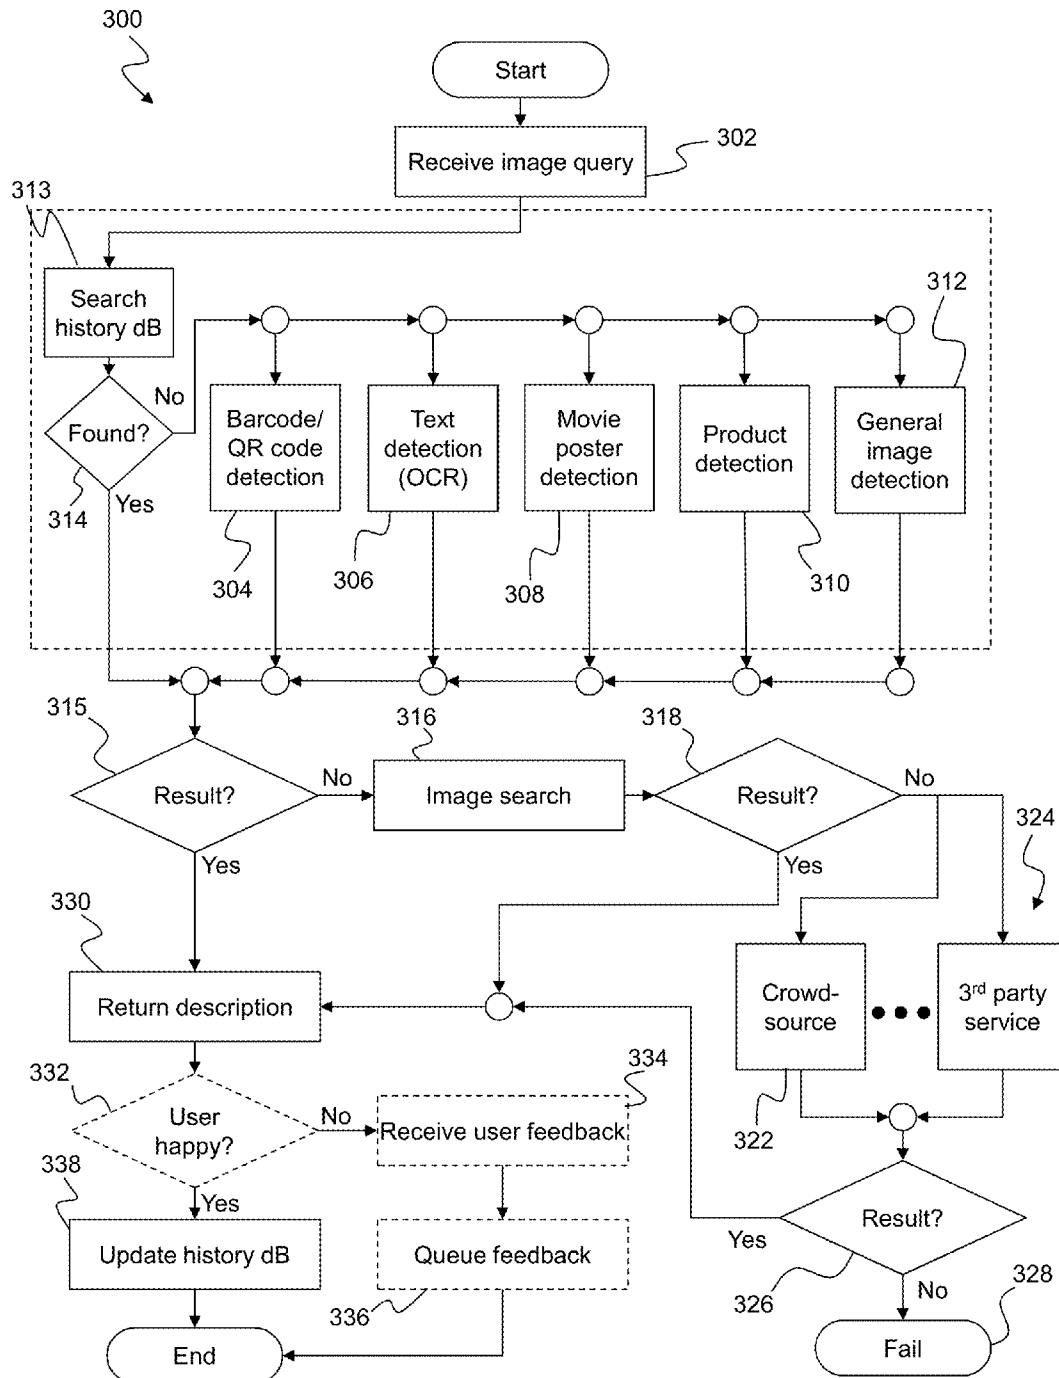 300
Start
Receive image query
302
313
Search
history dB
312
No
Found?
314
Yes
Barcode/
QR code
detection
304
Text
detection
(OCR)
306
Movie
poster
detection
308
Product
detection
310
General
image
detection
315
316
318
Result?
No
Image search
Result?
No
324
Yes
Yes
330
Return description
Crowd-
source
3rd party
service
332
334
User
happy?
No
Receive user feedback
322
338
Yes
Update history dB
Queue feedback
336
Yes
Result?
326
No
328
End
Fail